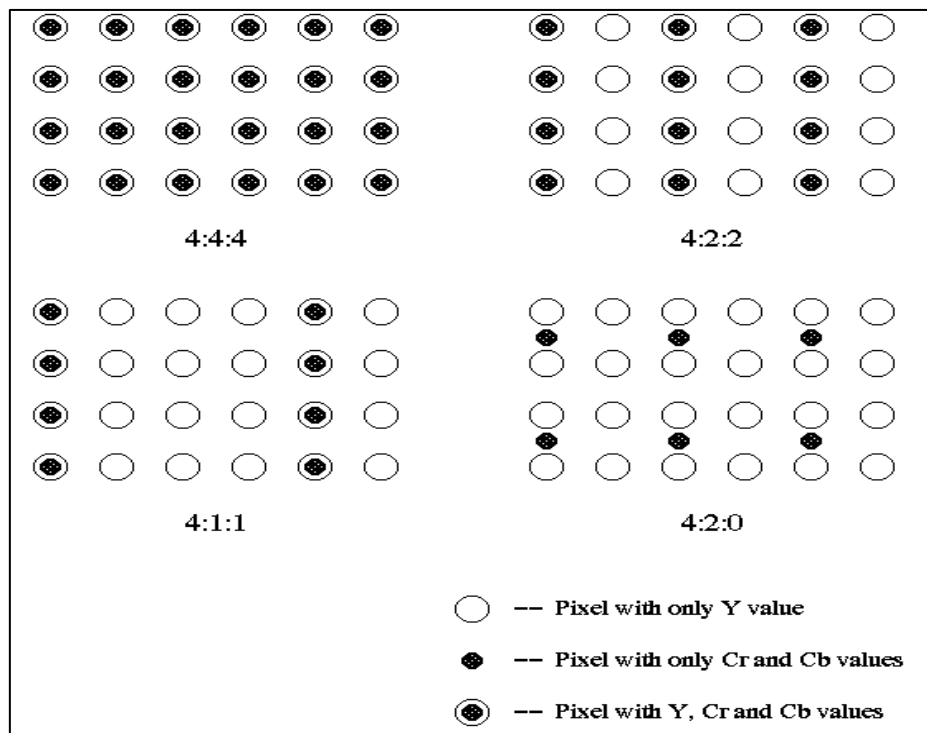 4:4:4
4:2:2
4:1:1
4:2:0
-- Pixel with only Y value
-- Pixel with only Cr and Cb values
-- Pixel with Y, Cr and Cb values